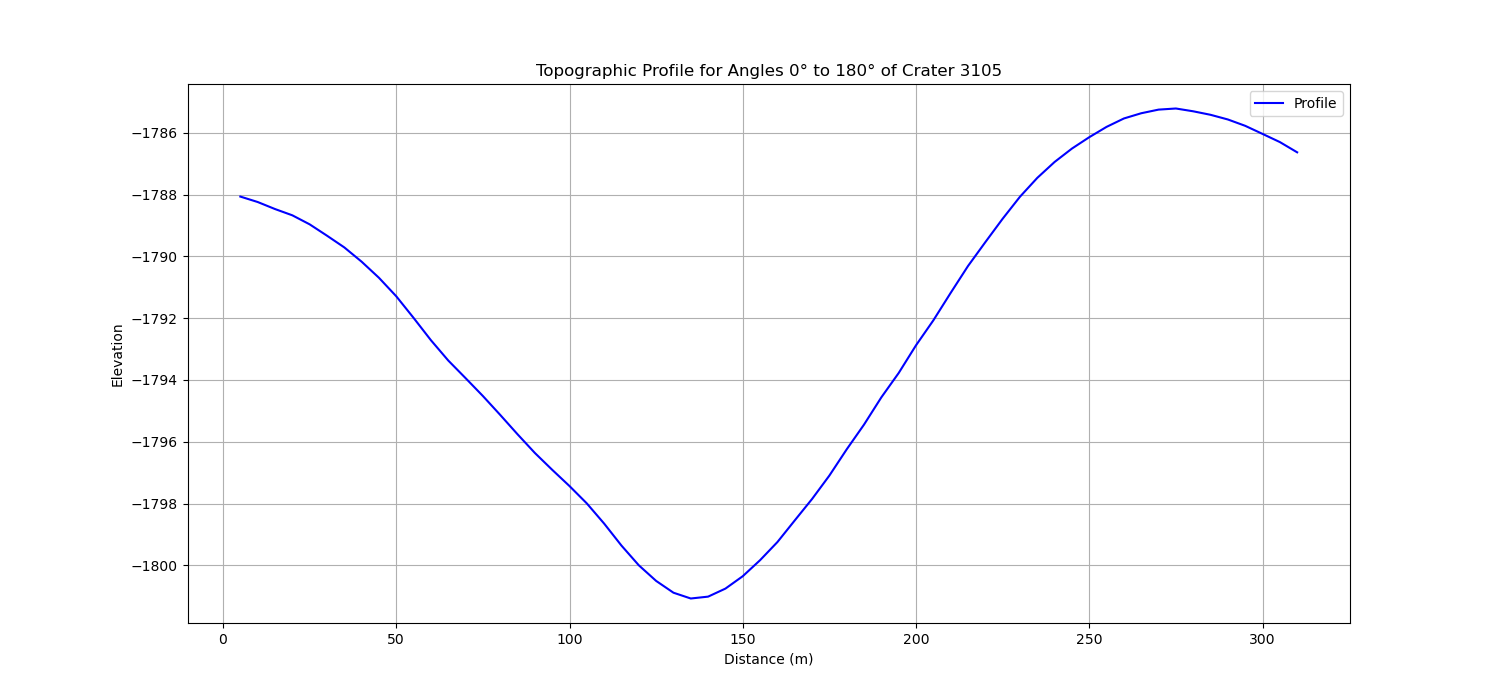 Topographic Profile for Angles 0° to 180° of Crater 3105
Profile
−1786
−1788
−1790
−1792
−1794
−1796
−1798
−1800
Elevation
0 50 100 150 200 250 300
Distance (m)